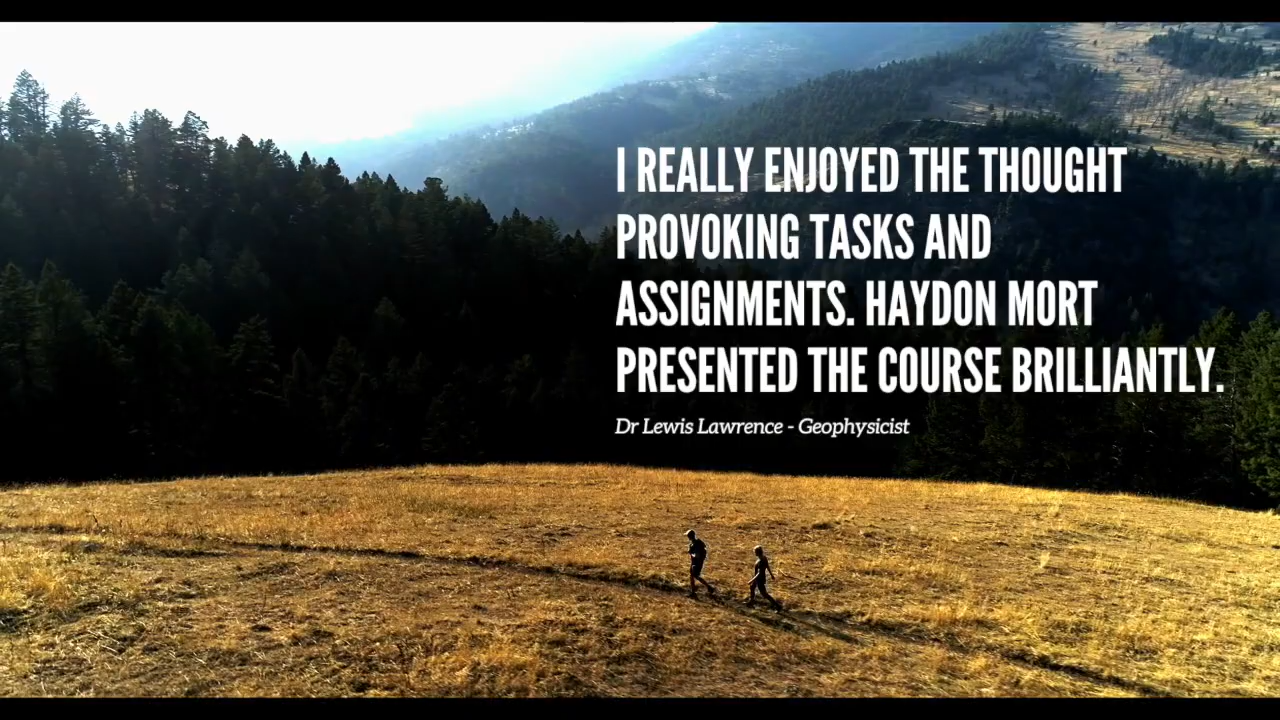 I REALLY ENJOYED THE THOUGHT
PROVOKING TASKS AND
ASSIGNMENTS. HAYDON MORT
PRESENTED THE COURSE BRILLIANTLY.
Dr Lewis Lawrence - Geophysicist